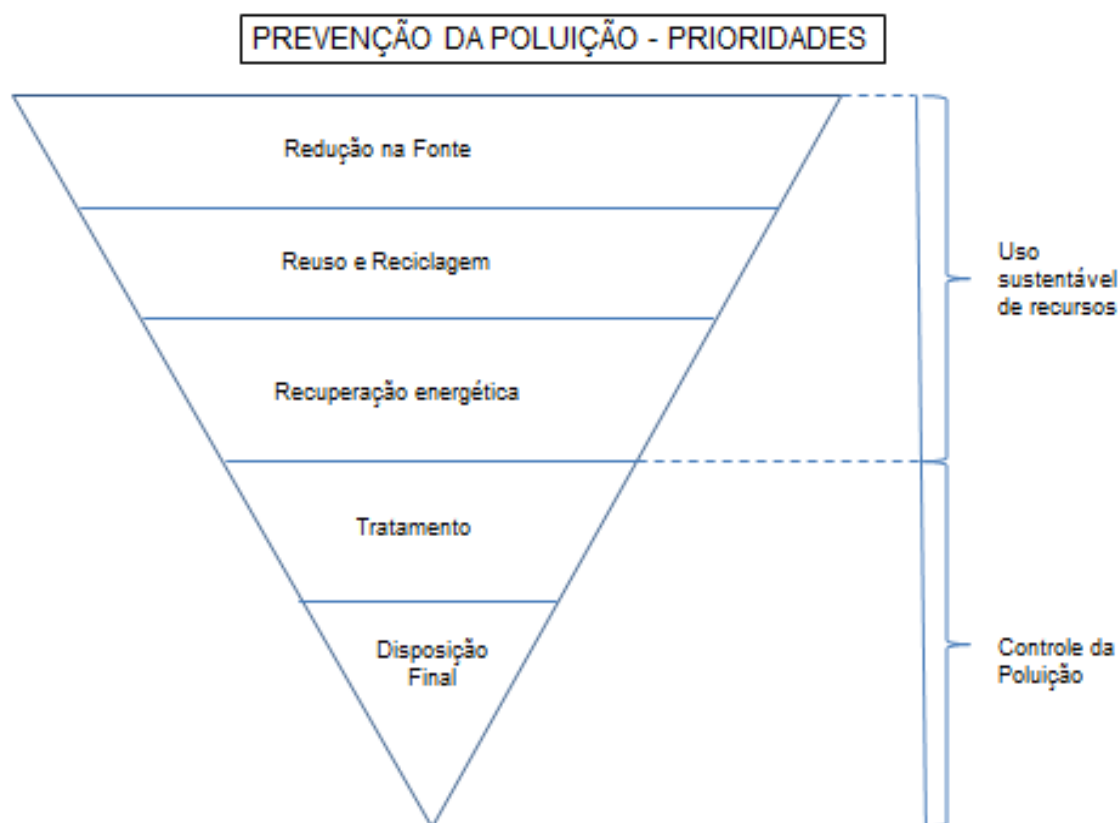 PREVENÇÃO DA POLUIÇÃO - PRIORIDADES
Redução na Fonte
Reuso e Reciclagem
Recuperação energética
Tratamento
Disposição
Final
Uso
sustentável
de recursos
Controle da
Poluição